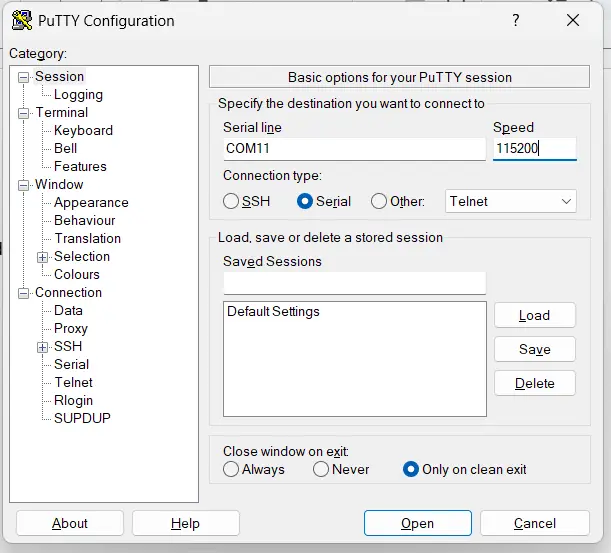 PuTTY Configuration
?
Category:
Session
Logging
Terminal
Keyboard
Bell
Features
Window
Appearance
Behaviour
Translation
Selection
Colours
Connection
Data
Proxy
SSH
Serial
Telnet
Rlogin
SUPDUP
Basic options for your PuTTY session
Specify the destination you want to connect to
Serial line Speed
COM11 115200
Connection type:
SSH Serial Other: Telnet
Load, save or delete a stored session
Saved Sessions
Default Settings
Load
Save
Delete
Close window on exit:
Always Never Only on clean exit
About Help Open Cancel